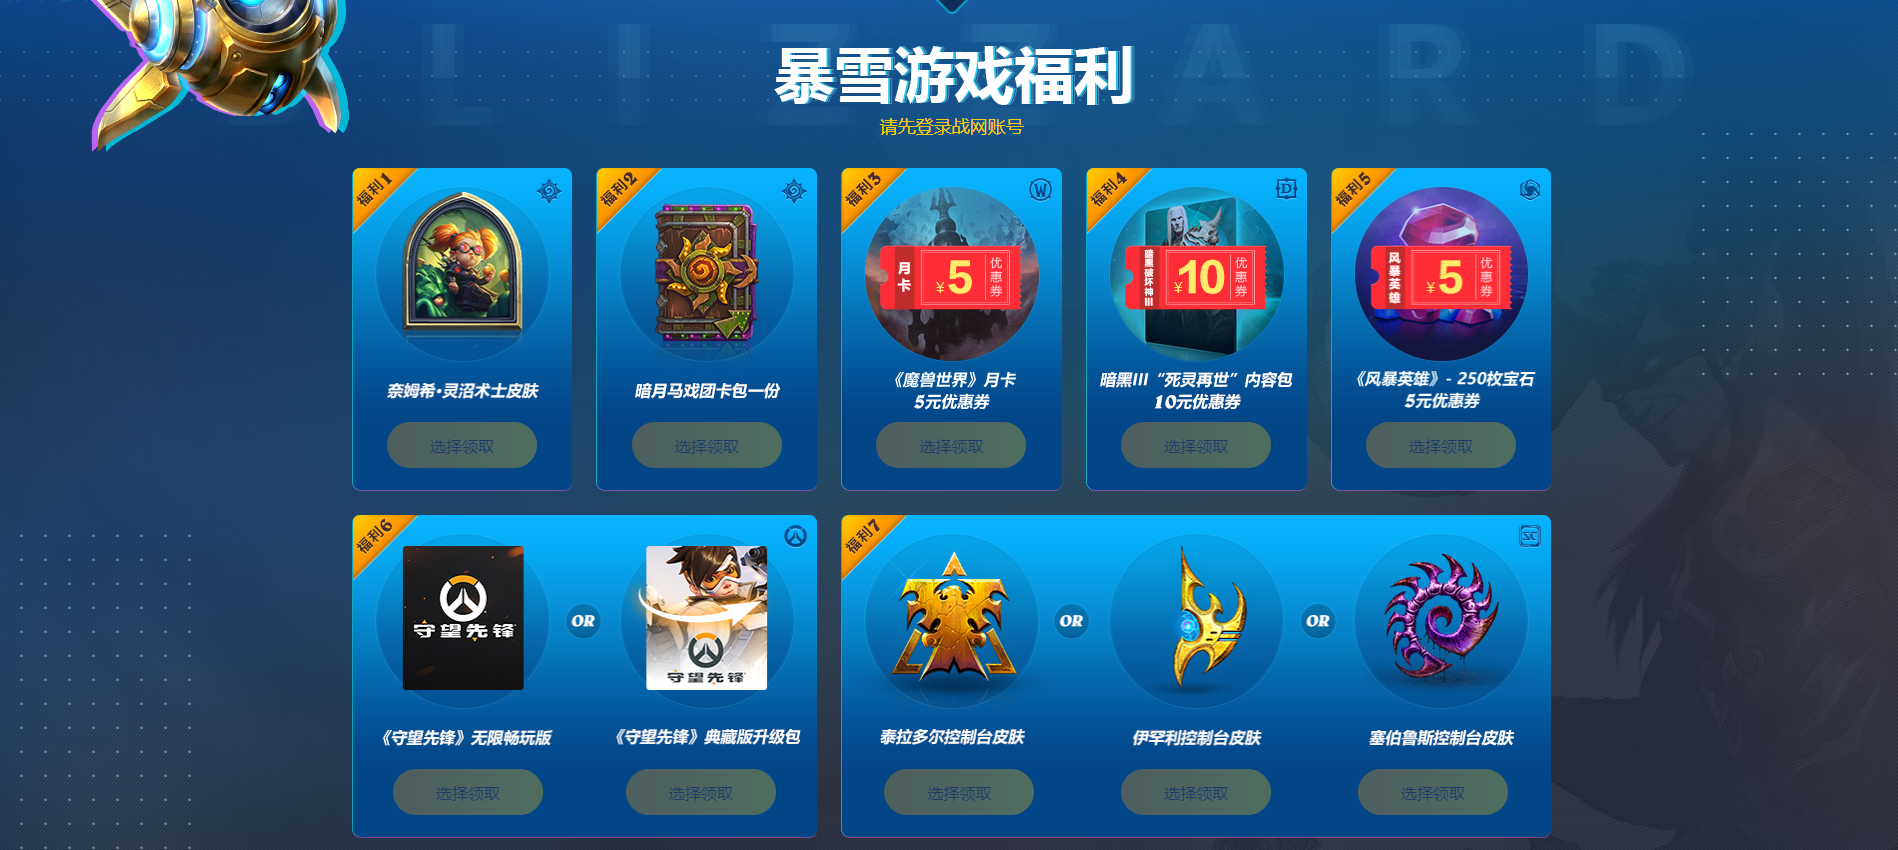 LIZZARD
暴雪游戏福利
请先登录战网账号
福利1
奈姆希·灵沼术士皮肤
选择领取
福利2
暗月马戏团卡包一份
选择领取
福利3
W
月卡
¥5
优惠券
《魔兽世界》月卡
5元优惠券
选择领取
福利4
D
暗黑破坏神III
¥10
优惠券
暗黑III“死灵再世”内容包
10元优惠券
选择领取
福利5
风暴英雄
¥5
优惠券
《风暴英雄》- 250枚宝石
5元优惠券
选择领取
福利6
守望先锋
《守望先锋》无限畅玩版
选择领取
OR
守望先锋
《守望先锋》典藏版升级包
选择领取
福利7
SC
泰拉多尔控制台皮肤
选择领取
OR
伊罕利控制台皮肤
选择领取
OR
塞伯鲁斯控制台皮肤
选择领取